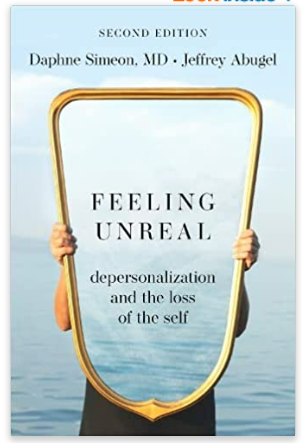 SECOND EDITION
Daphne Simeon, MD • Jeffrey Abugel
FEELING
UNREAL
depersonalization
and the loss
of the self